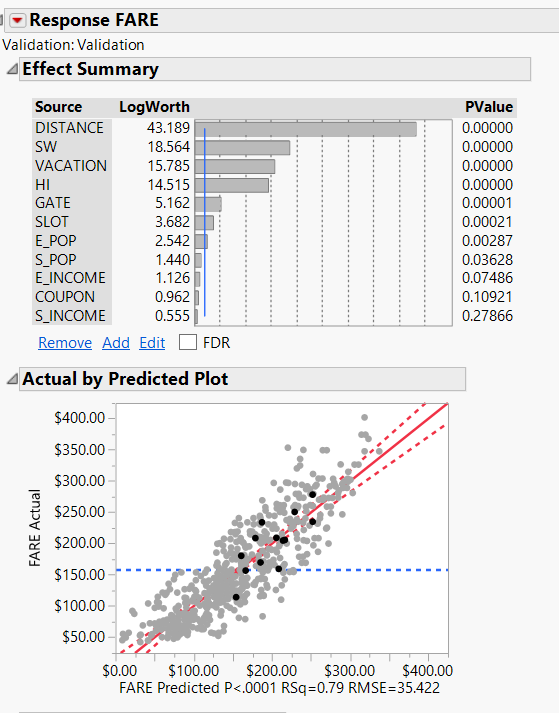 Response FARE
Validation: Validation
Effect Summary
Source LogWorth PValue
DISTANCE 43.189 0.00000
SW 18.564 0.00000
VACATION 15.785 0.00000
HI 14.515 0.00000
GATE 5.162 0.00001
SLOT 3.682 0.00021
E_POP 2.542 0.00287
S_POP 1.440 0.03628
E_INCOME 1.126 0.07486
COUPON 0.962 0.10921
S_INCOME 0.555 0.27866
Remove Add Edit FDR
Actual by Predicted Plot
$400.00
$350.00
$300.00
$250.00
$200.00
$150.00
$100.00
$50.00
FARE Actual
$0.00 $100.00 $200.00 $300.00 $400.00
FARE Predicted P<.0001 RSq=0.79 RMSE=35.422